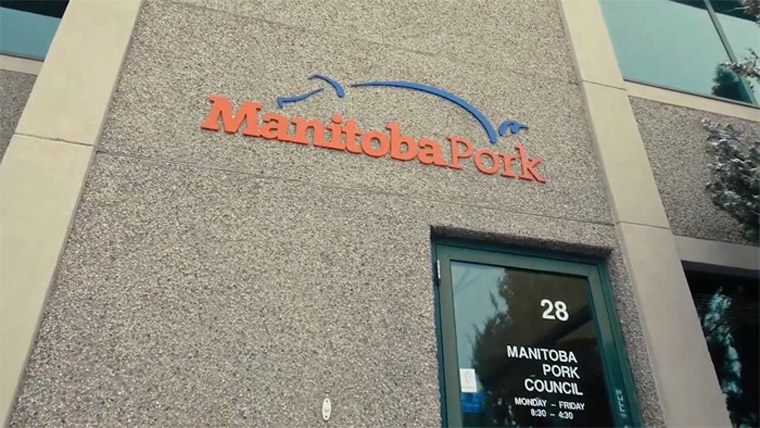 ManitobaPork
28
MANITOBA
PORK
COUNCIL
MONDAY – FRIDAY
8:30 – 4:30